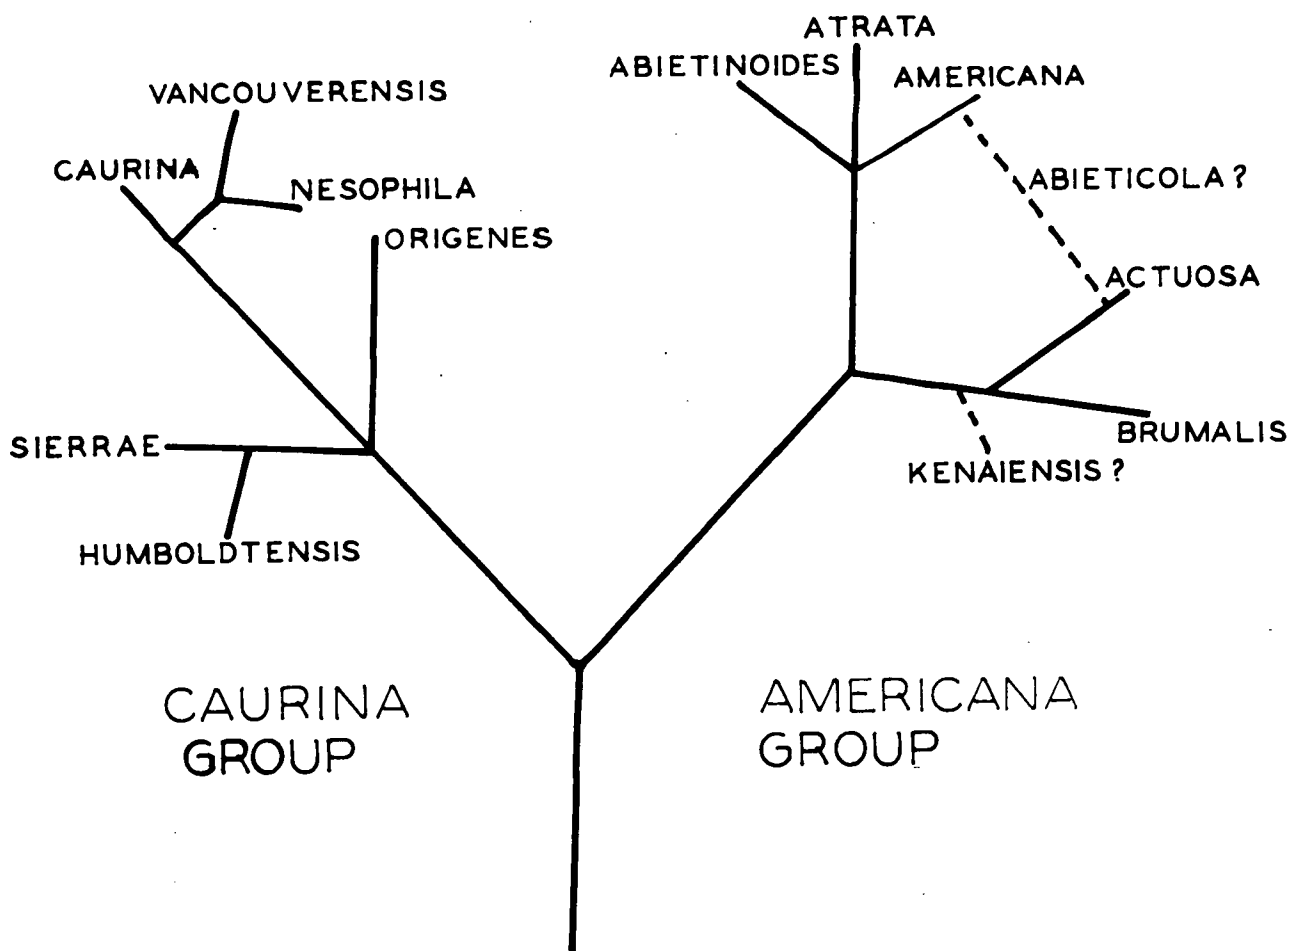 ATRATA
ABIETINOIDES
AMERICANA
VANCOUVERENSIS
CAURINA
NESOPHILA
ABIETICOLA ?
ORIGENES
ACTUOSA
SIERRAE
BRUMALIS
KENAIENSIS ?
HUMBOLDTENSIS
CAURINA
GROUP
AMERICANA
GROUP